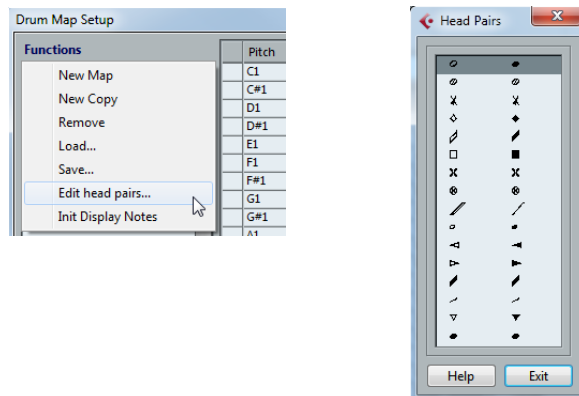 Drum Map Setup
Functions
Pitch
New Map
C1
C#1
New Copy
D1
Remove
D#1
Load...
E1
Save...
F1
Edit head pairs...
F#1
G1
Init Display Notes
G#1
A1
Head Pairs
Help
Exit